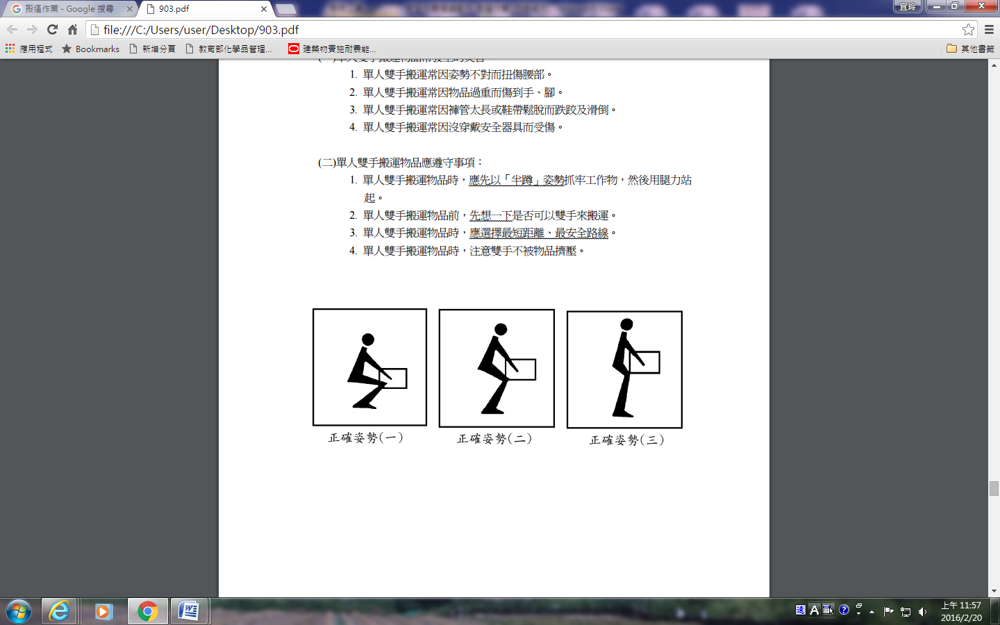 搬運作業 - Google 搜尋
903.pdf
宜玲
file:///C:/Users/user/Desktop/903.pdf
應用程式
Bookmarks
新增分頁
教育部化學品管理...
建築物實施耐震能...
其他書籤
1. 單人雙手搬運常因姿勢不對而扭傷腰部。
2. 單人雙手搬運常因物品過重而傷到手、腳。
3. 單人雙手搬運常因褲管太長或鞋帶鬆脫而跌跤及滑倒。
4. 單人雙手搬運常因沒穿戴安全器具而受傷。
(二)單人雙手搬運物品應遵守事項：
1. 單人雙手搬運物品時，應先以「半蹲」姿勢抓牢工作物，然後用腿力站
起。
2. 單人雙手搬運物品前，先想一下是否可以雙手來搬運。
3. 單人雙手搬運物品時，應選擇最短距離、最安全路線。
4. 單人雙手搬運物品時，注意雙手不被物品擠壓。
正確姿勢(一)
正確姿勢(二)
正確姿勢(三)
速
A
上午 11:57
2016/2/20